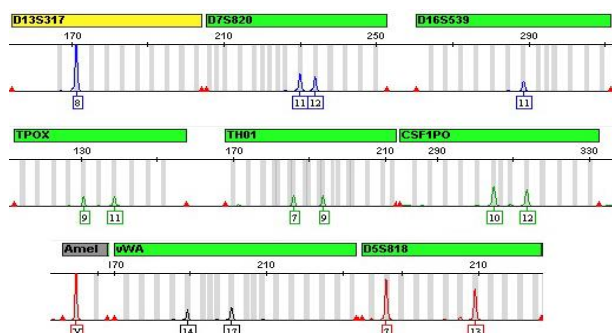 D13S317 D7S820 D16S539
170 210 250 290
8 11 12 11
TPOX TH01 CSF1PO
130 170 210 290 330
9 11 7 9 10 12
Amel vWA D5S818
170 210 210
X 14 17 7